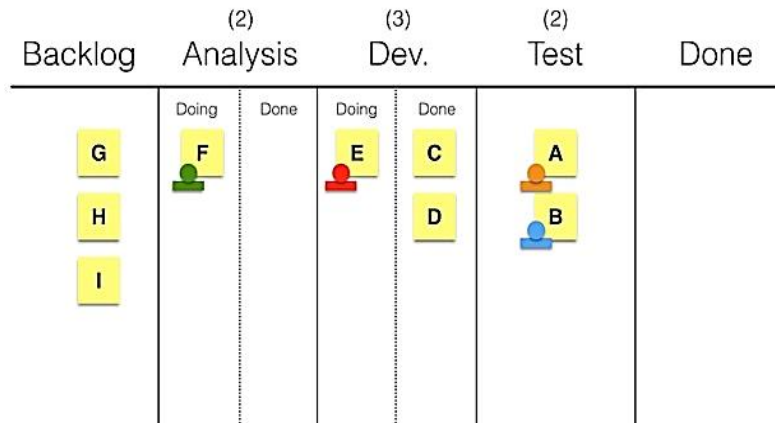 (2) (3) (2)
Backlog Analysis Dev. Test Done
Doing Done Doing Done
G F E C A
H D B
I